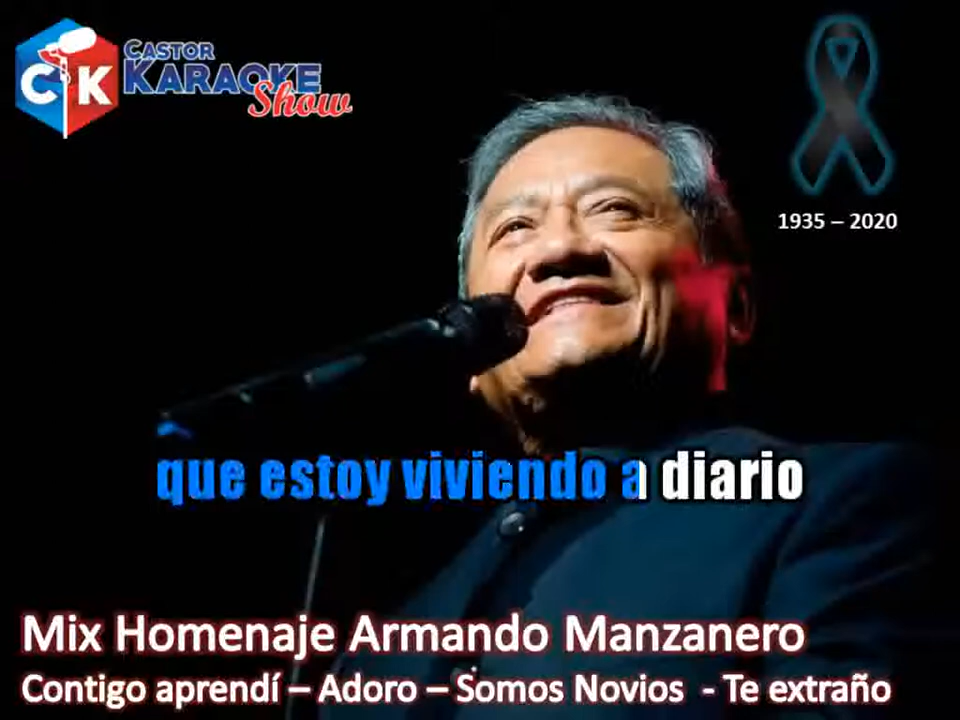 CK
CASTOR
KARAOKE
Show
1935 – 2020
que estoy viviendo a diario
Mix Homenaje Armando Manzanero
Contigo aprendí – Adoro – Somos Novios - Te extraño